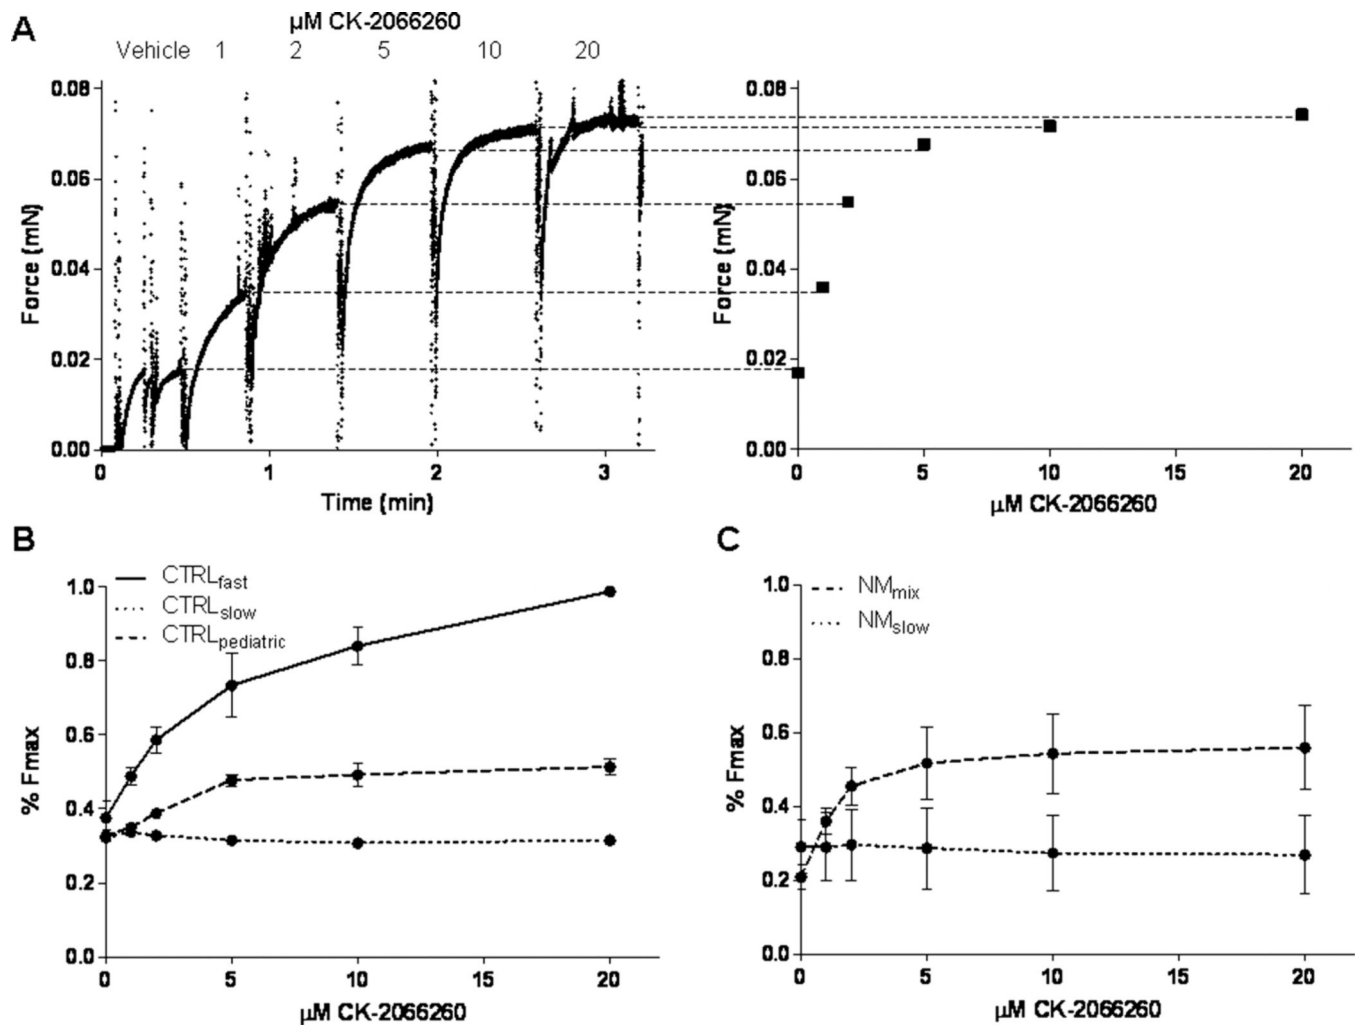 A
μM CK-2066260
Vehicle 1 2 5 10 20
Force (mN)
0.08
0.06
0.04
0.02
0.00
0 1 2 3
Time (min)
Force (mN)
0.08
0.06
0.04
0.02
0.00
0 5 10 15 20
μM CK-2066260
B
CTRLfast
CTRLslow
CTRLpediatric
% Fmax
1.0
0.8
0.6
0.4
0.2
0.0
0 5 10 15 20
μM CK-2066260
C
NMmix
NMslow
% Fmax
1.0
0.8
0.6
0.4
0.2
0.0
0 5 10 15 20
μM CK-2066260